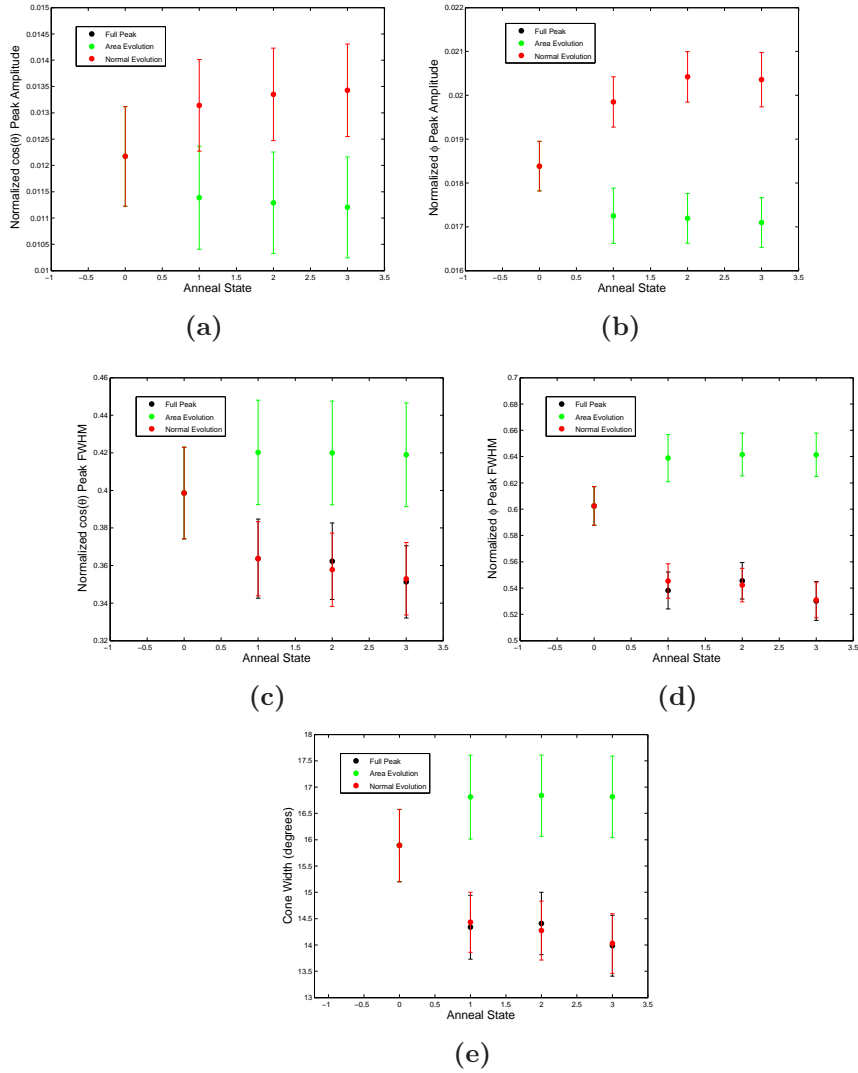 0.015
0.0145
0.014
0.0135
0.013
0.0125
0.012
0.0115
0.011
0.0105
0.01
Normalized cos(θ) Peak Amplitude
Full Peak
Area Evolution
Normal Evolution
−1 −0.5 0 0.5 1 1.5 2 2.5 3 3.5
Anneal State
(a)
0.022
0.021
0.02
0.019
0.018
0.017
0.016
Normalized ϕ Peak Amplitude
Full Peak
Area Evolution
Normal Evolution
−1 −0.5 0 0.5 1 1.5 2 2.5 3 3.5
Anneal State
(b)
0.46
0.44
0.42
0.4
0.38
0.36
0.34
0.32
Normalized cos(θ) Peak FWHM
Full Peak
Area Evolution
Normal Evolution
−1 −0.5 0 0.5 1 1.5 2 2.5 3 3.5
Anneal State
(c)
0.7
0.68
0.66
0.64
0.62
0.6
0.58
0.56
0.54
0.52
0.5
Normalized ϕ Peak FWHM
Full Peak
Area Evolution
Normal Evolution
−1 −0.5 0 0.5 1 1.5 2 2.5 3 3.5
Anneal State
(d)
18
17.5
17
16.5
16
15.5
15
14.5
14
13.5
13
Cone Width (degrees)
Full Peak
Area Evolution
Normal Evolution
−1 −0.5 0 0.5 1 1.5 2 2.5 3 3.5
Anneal State
(e)